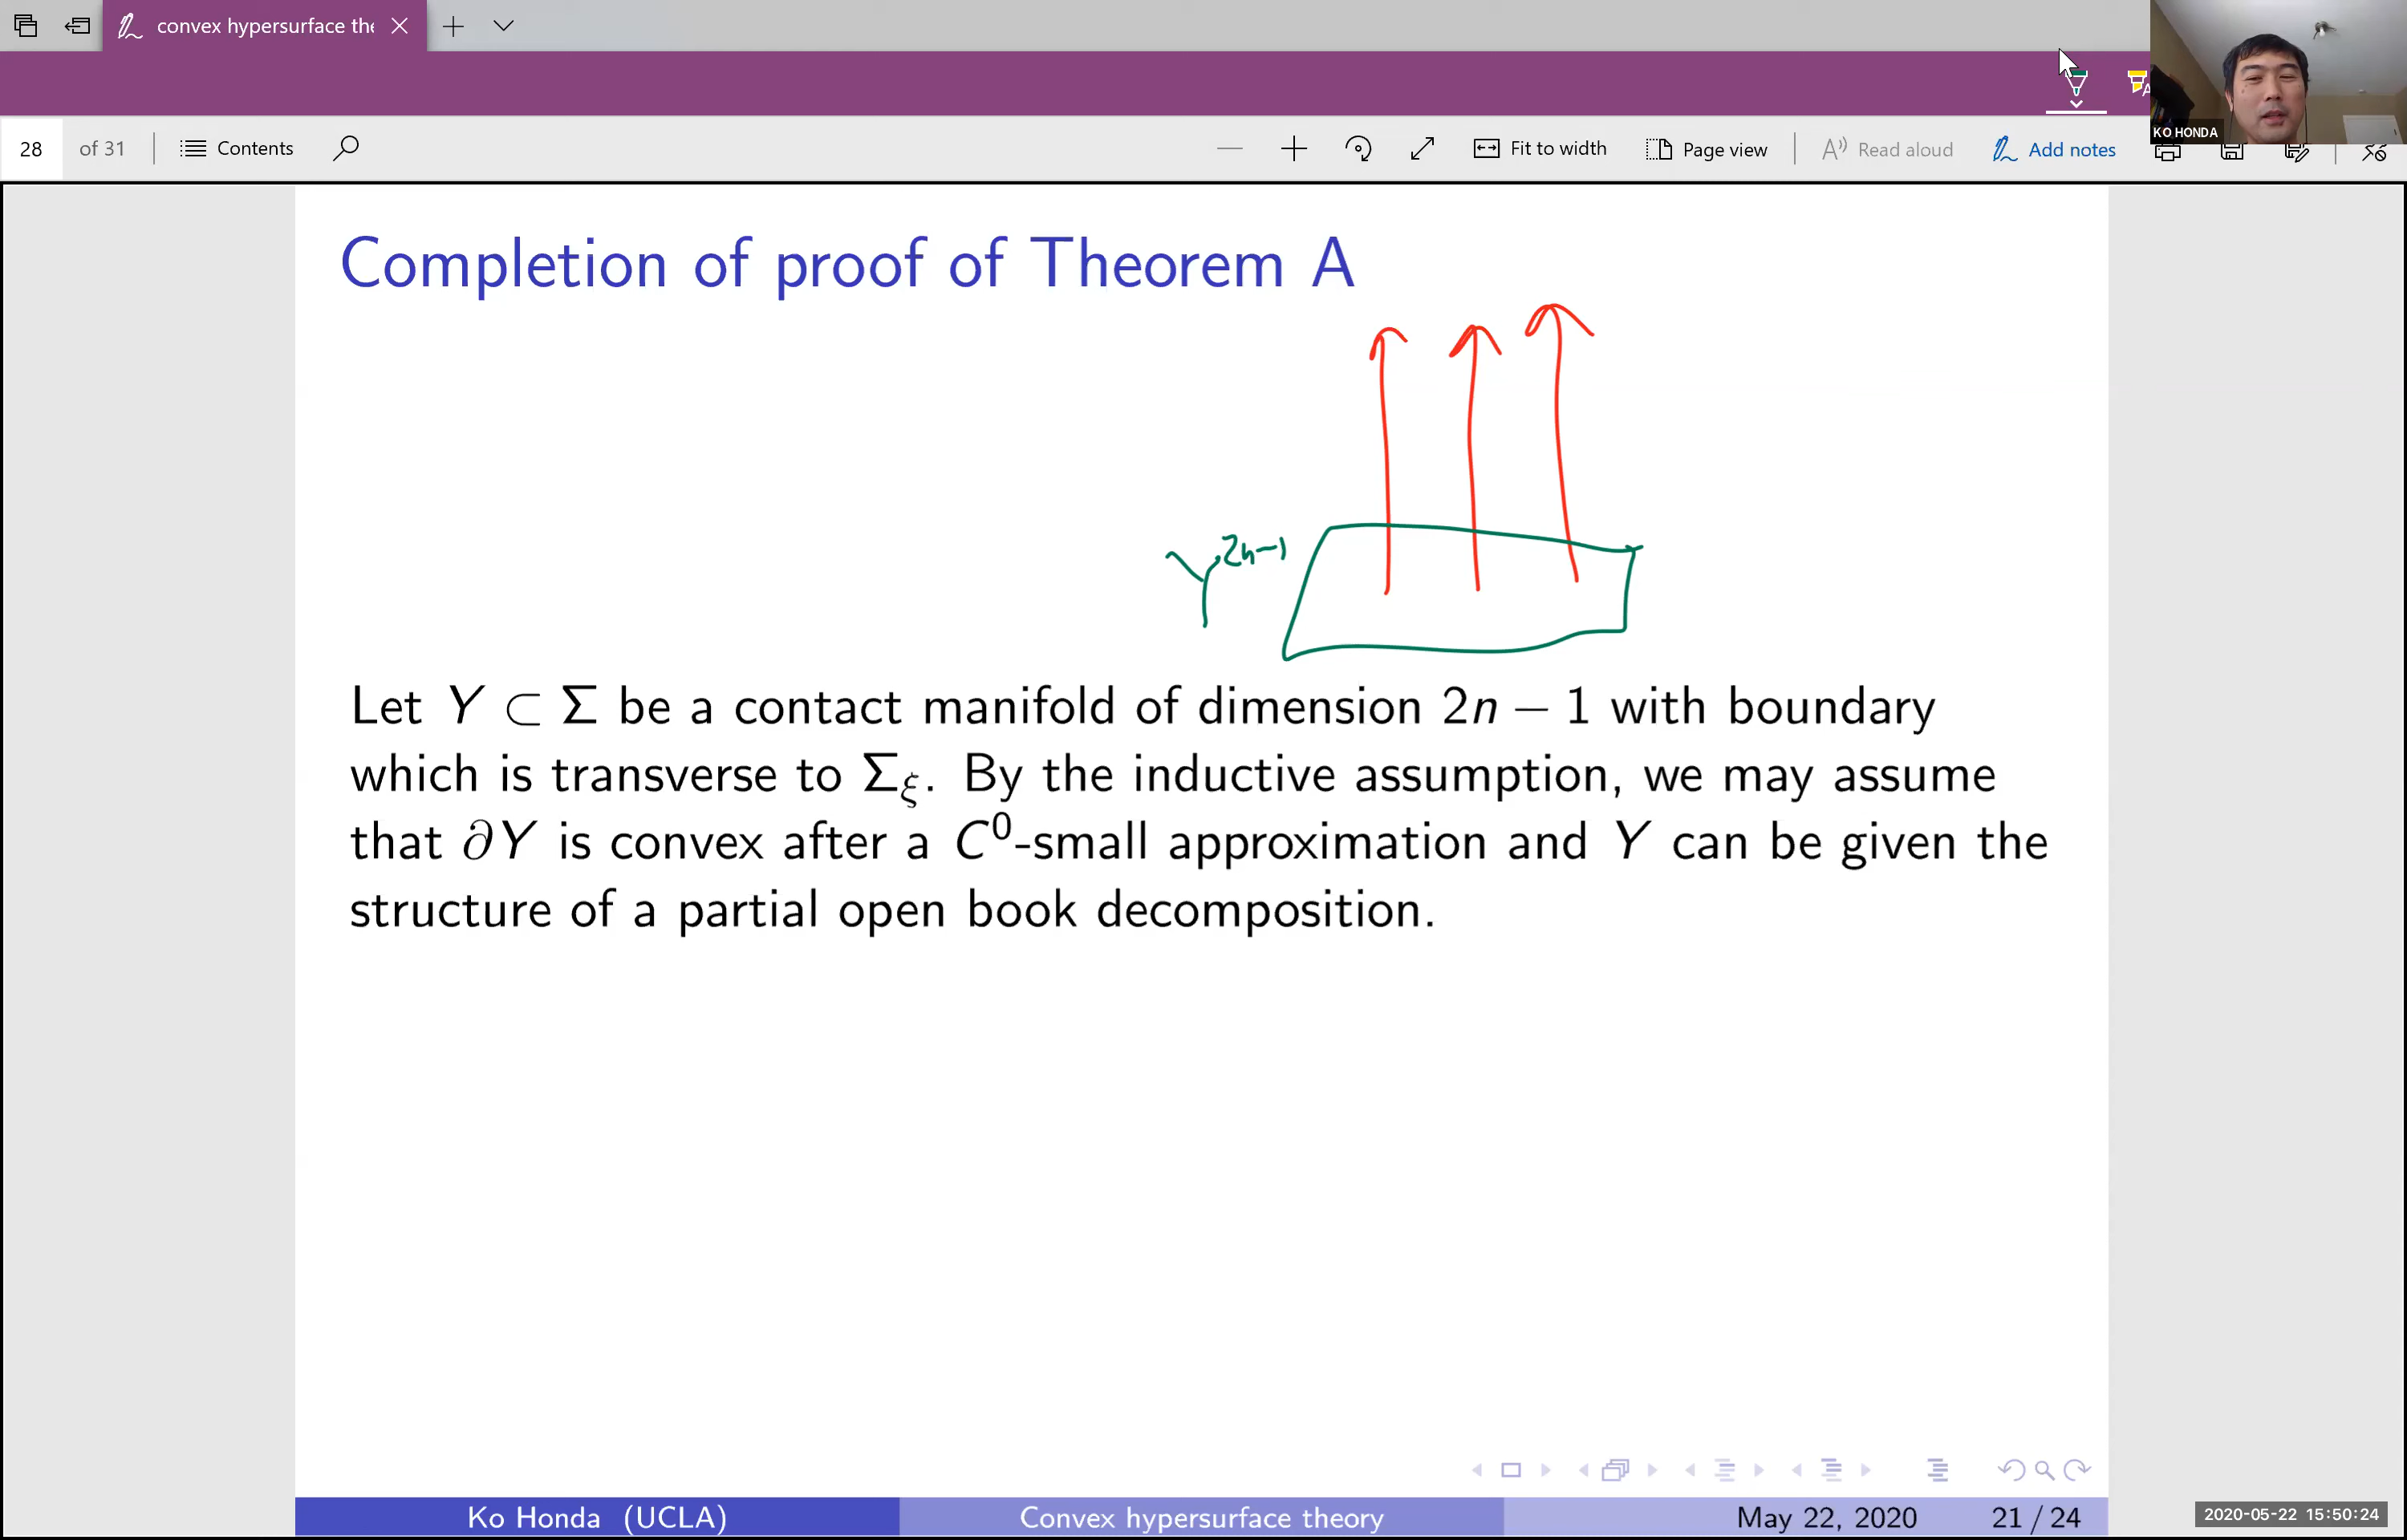 convex hypersurface the
KO HONDA
28 of 31 Contents Fit to width Page view Read aloud Add notes
Completion of proof of Theorem A
Y^{2n-1}
Let Y ⊂ Σ be a contact manifold of dimension 2n − 1 with boundary
which is transverse to Σ_ξ. By the inductive assumption, we may assume
that ∂Y is convex after a C^0-small approximation and Y can be given the
structure of a partial open book decomposition.
Ko Honda (UCLA) Convex hypersurface theory May 22, 2020 21 / 24
2020-05-22 15:50:24